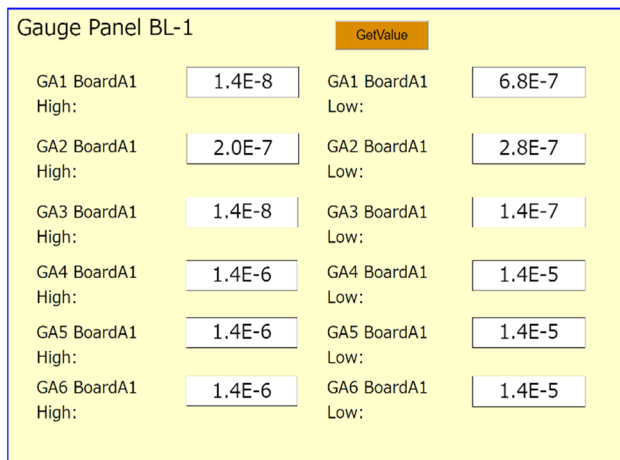 Gauge Panel BL-1
GetValue
GA1 BoardA1 High: 1.4E-8 GA1 BoardA1 Low: 6.8E-7
GA2 BoardA1 High: 2.0E-7 GA2 BoardA1 Low: 2.8E-7
GA3 BoardA1 High: 1.4E-8 GA3 BoardA1 Low: 1.4E-7
GA4 BoardA1 High: 1.4E-6 GA4 BoardA1 Low: 1.4E-5
GA5 BoardA1 High: 1.4E-6 GA5 BoardA1 Low: 1.4E-5
GA6 BoardA1 High: 1.4E-6 GA6 BoardA1 Low: 1.4E-5